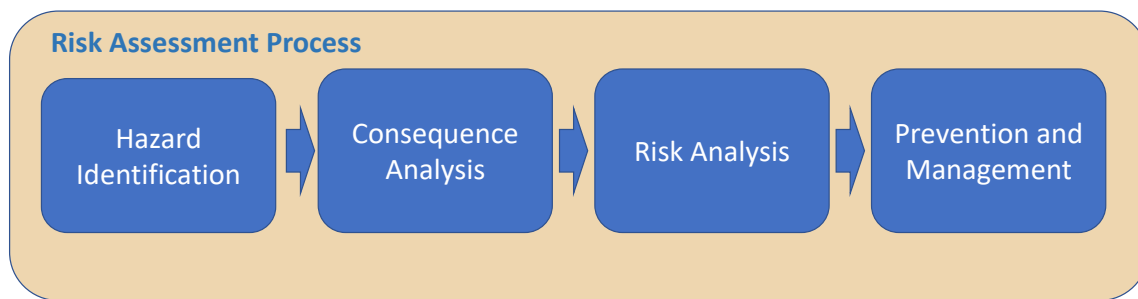 Risk Assessment Process
Hazard
Identification
Consequence
Analysis
Risk Analysis
Prevention and
Management